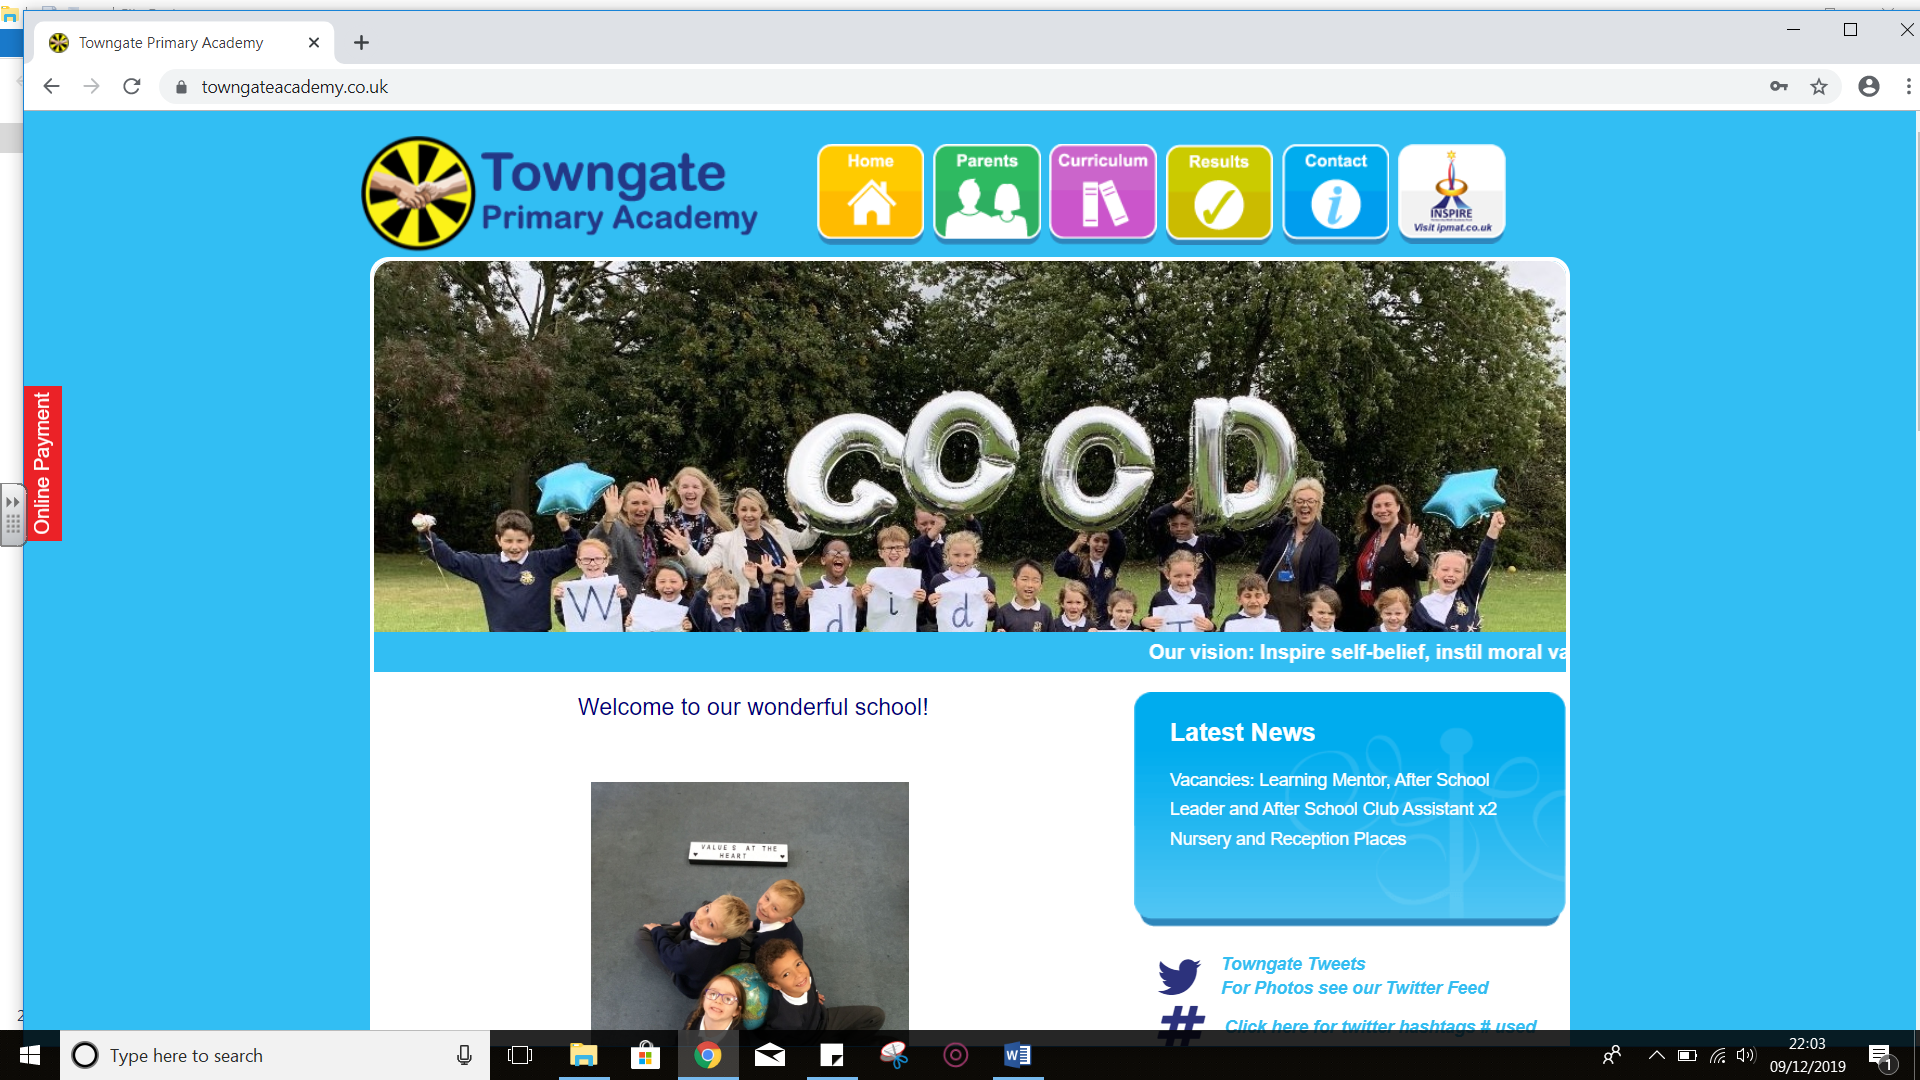 Towngate Primary Academy
towngateacademy.co.uk
Towngate
Primary Academy
Home
Parents
Curriculum
Results
Contact
INSPIRE
Visit ipmat.co.uk
Online Payment
GOOD
W
d
i
d
I
Our vision: Inspire self-belief, instil moral va
Welcome to our wonderful school!
VALUES AT THE
HEART
Latest News
Vacancies: Learning Mentor, After School
Leader and After School Club Assistant x2
Nursery and Reception Places
Towngate Tweets
For Photos see our Twitter Feed
# Click here for twitter hashtags # used
Type here to search
22:03
09/12/2019
1